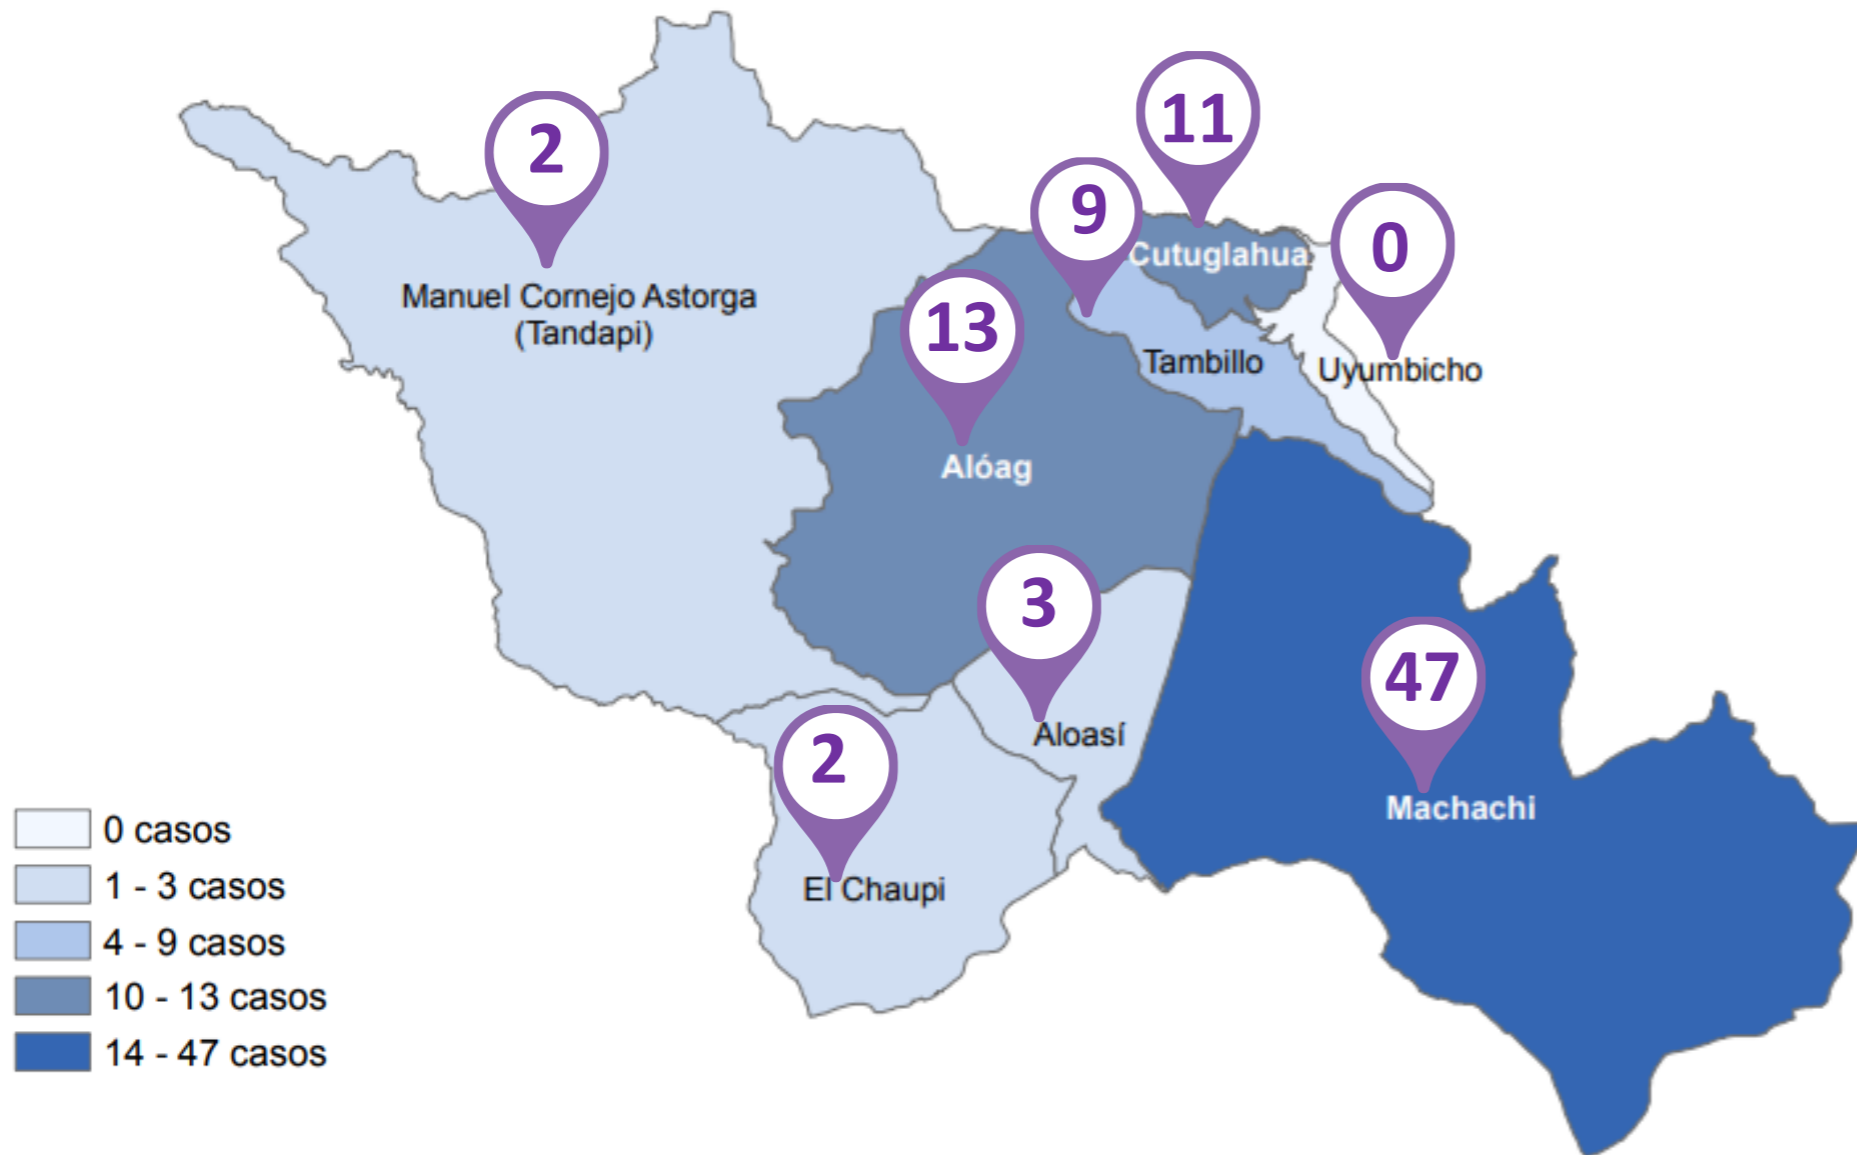 11
2
9
0
Cutuglahua
Manuel Cornejo Astorga
(Tandapi)
13
Tambillo
Uyumbicho
Alóag
3
47
Aloasí
2
Machachi
El Chaupi
0 casos
1 - 3 casos
4 - 9 casos
10 - 13 casos
14 - 47 casos